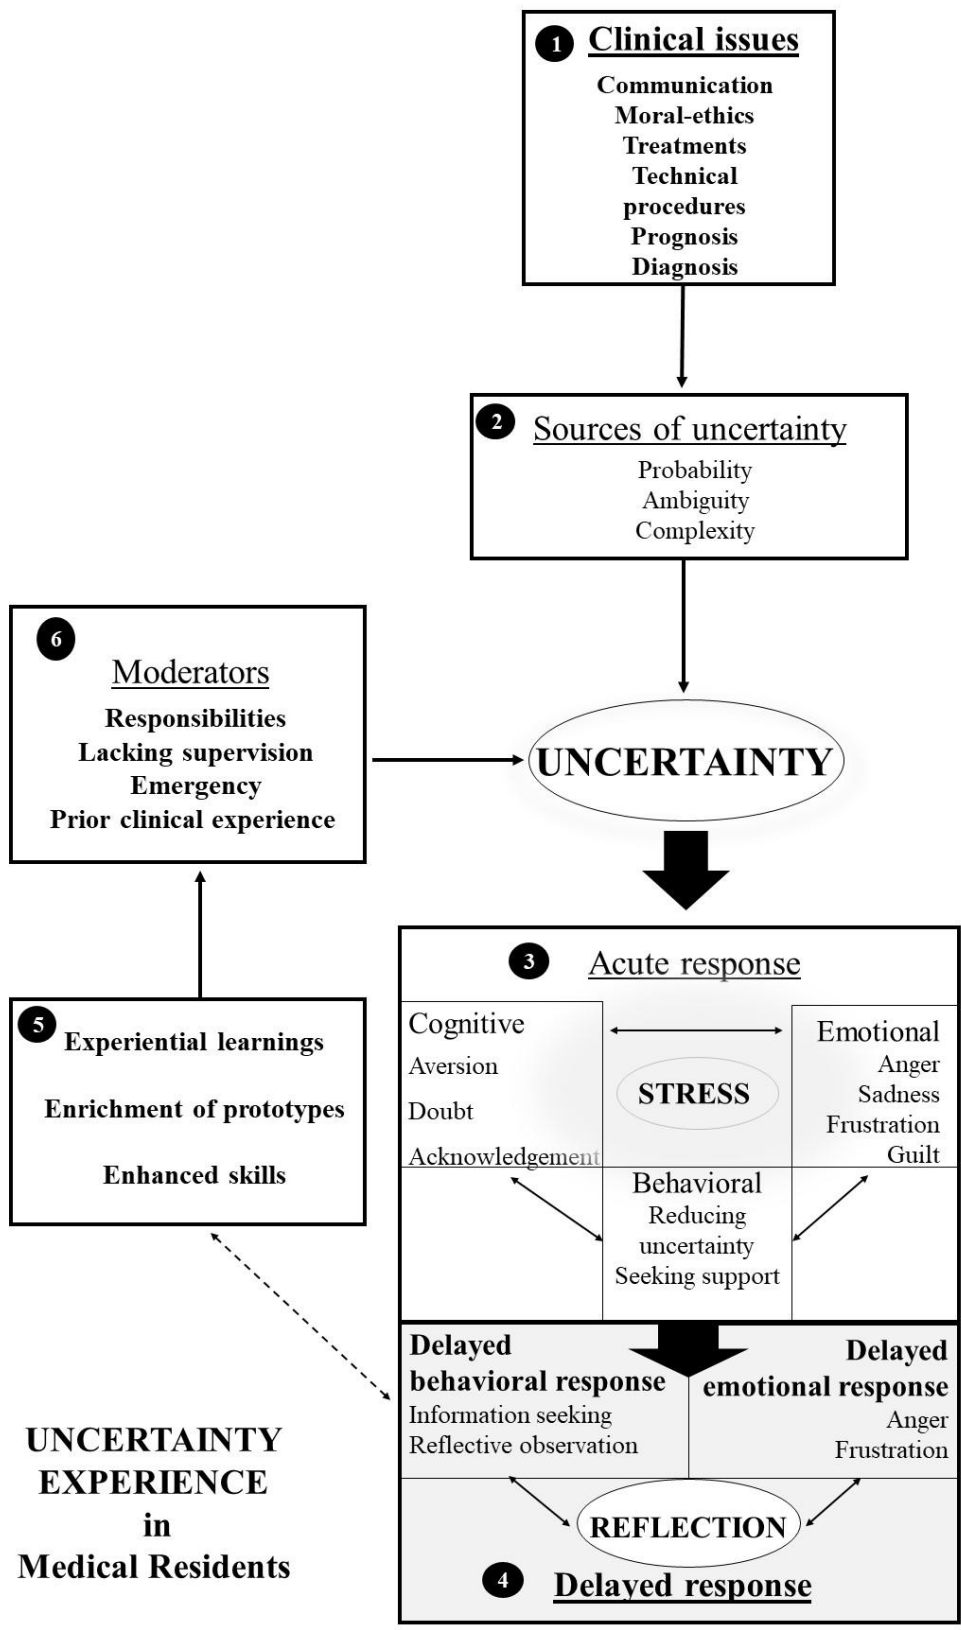 1 Clinical issues
Communication
Moral-ethics
Treatments
Technical
procedures
Prognosis
Diagnosis
2 Sources of uncertainty
Probability
Ambiguity
Complexity
6
Moderators
Responsibilities
Lacking supervision
Emergency
Prior clinical experience
UNCERTAINTY
5 Experiential learnings
Enrichment of prototypes
Enhanced skills
3 Acute response
Cognitive
Aversion
Doubt
Acknowledgement
STRESS
Emotional
Anger
Sadness
Frustration
Guilt
Behavioral
Reducing
uncertainty
Seeking support
Delayed
behavioral response
Information seeking
Reflective observation
Delayed
emotional response
Anger
Frustration
REFLECTION
4 Delayed response
UNCERTAINTY
EXPERIENCE
in
Medical Residents